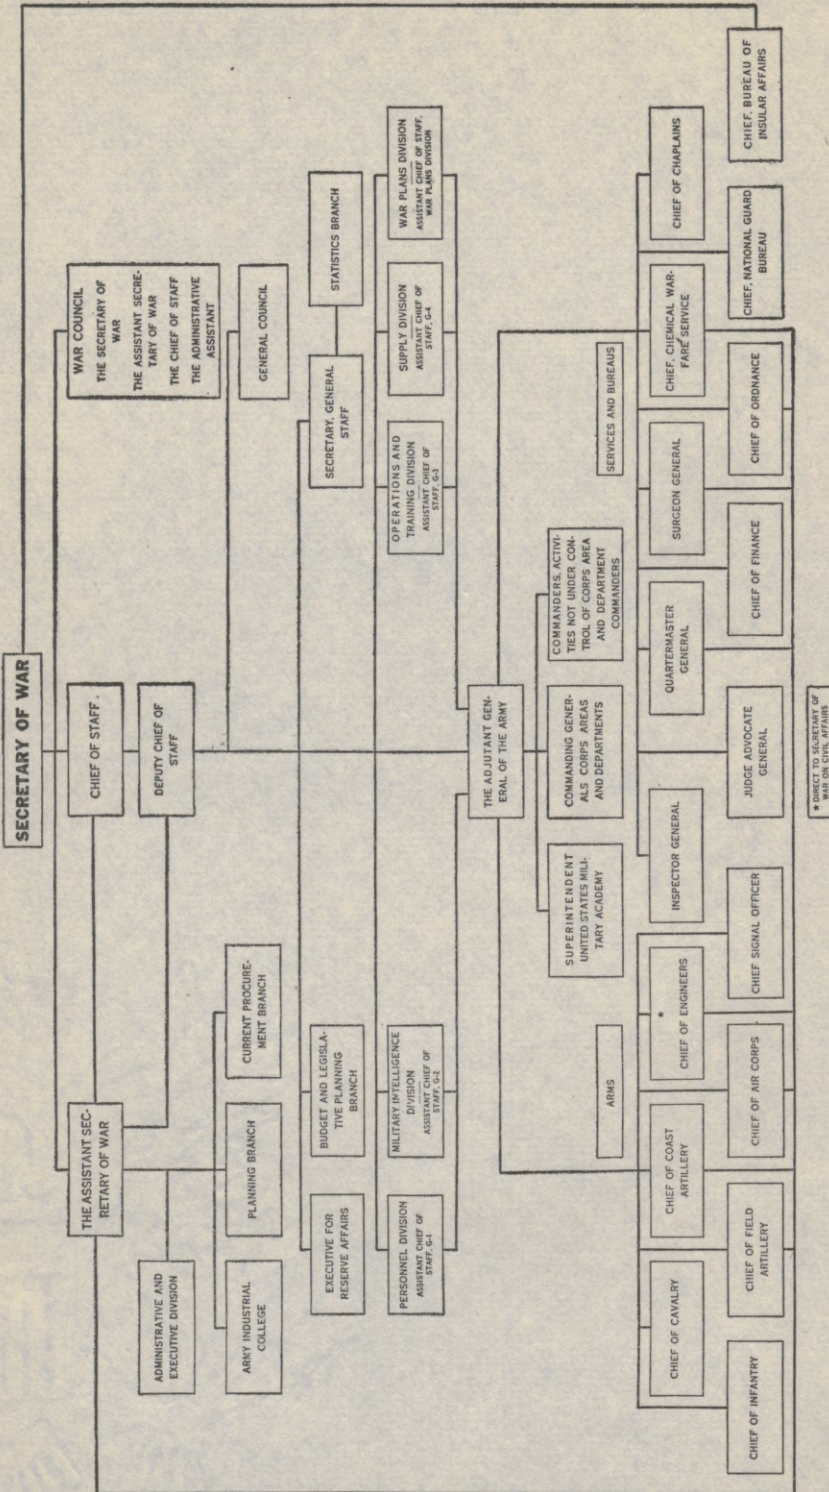 SECRETARY OF WAR
THE ASSISTANT SEC-
RETARY OF WAR
CHIEF OF STAFF
WAR COUNCIL
THE SECRETARY OF
WAR
THE ASSISTANT SECRE-
TARY OF WAR
THE CHIEF OF STAFF
THE ADMINISTRATIVE
ASSISTANT
ADMINISTRATIVE AND
EXECUTIVE DIVISION
DEPUTY CHIEF OF
STAFF
ARMY INDUSTRIAL
COLLEGE
PLANNING BRANCH
CURRENT PROCURE-
MENT BRANCH
GENERAL COUNCIL
EXECUTIVE FOR
RESERVE AFFAIRS
BUDGET AND LEGISLA-
TIVE PLANNING
BRANCH
SECRETARY, GENERAL
STAFF
STATISTICS BRANCH
PERSONNEL DIVISION
ASSISTANT CHIEF OF
STAFF, G-1
MILITARY INTELLIGENCE
DIVISION
ASSISTANT CHIEF OF
STAFF, G-2
OPERATIONS AND
TRAINING DIVISION
ASSISTANT CHIEF OF
STAFF, G-3
SUPPLY DIVISION
ASSISTANT CHIEF OF
STAFF, G-4
WAR PLANS DIVISION
ASSISTANT CHIEF OF STAFF,
WAR PLANS DIVISION
THE ADJUTANT GEN-
ERAL OF THE ARMY
SUPERINTENDENT
UNITED STATES MILI-
TARY ACADEMY
COMMANDING GENER-
ALS CORPS AREAS
AND DEPARTMENTS
COMMANDERS, ACTIVI-
TIES NOT UNDER CON-
TROL OF CORPS AREA
AND DEPARTMENT
COMMANDERS
ARMS
SERVICES AND BUREAUS
CHIEF OF CAVALRY
CHIEF OF COAST
ARTILLERY
*
CHIEF OF ENGINEERS
INSPECTOR GENERAL
QUARTERMASTER
GENERAL
SURGEON GENERAL
CHIEF, CHEMICAL WAR-
FARE SERVICE
CHIEF OF CHAPLAINS
CHIEF OF INFANTRY
CHIEF OF FIELD
ARTILLERY
CHIEF OF AIR CORPS
CHIEF SIGNAL OFFICER
JUDGE ADVOCATE
GENERAL
CHIEF OF FINANCE
CHIEF OF ORDNANCE
CHIEF, NATIONAL GUARD
BUREAU
CHIEF, BUREAU OF
INSULAR AFFAIRS
* DIRECT TO SECRETARY OF
WAR ON CIVIL AFFAIRS